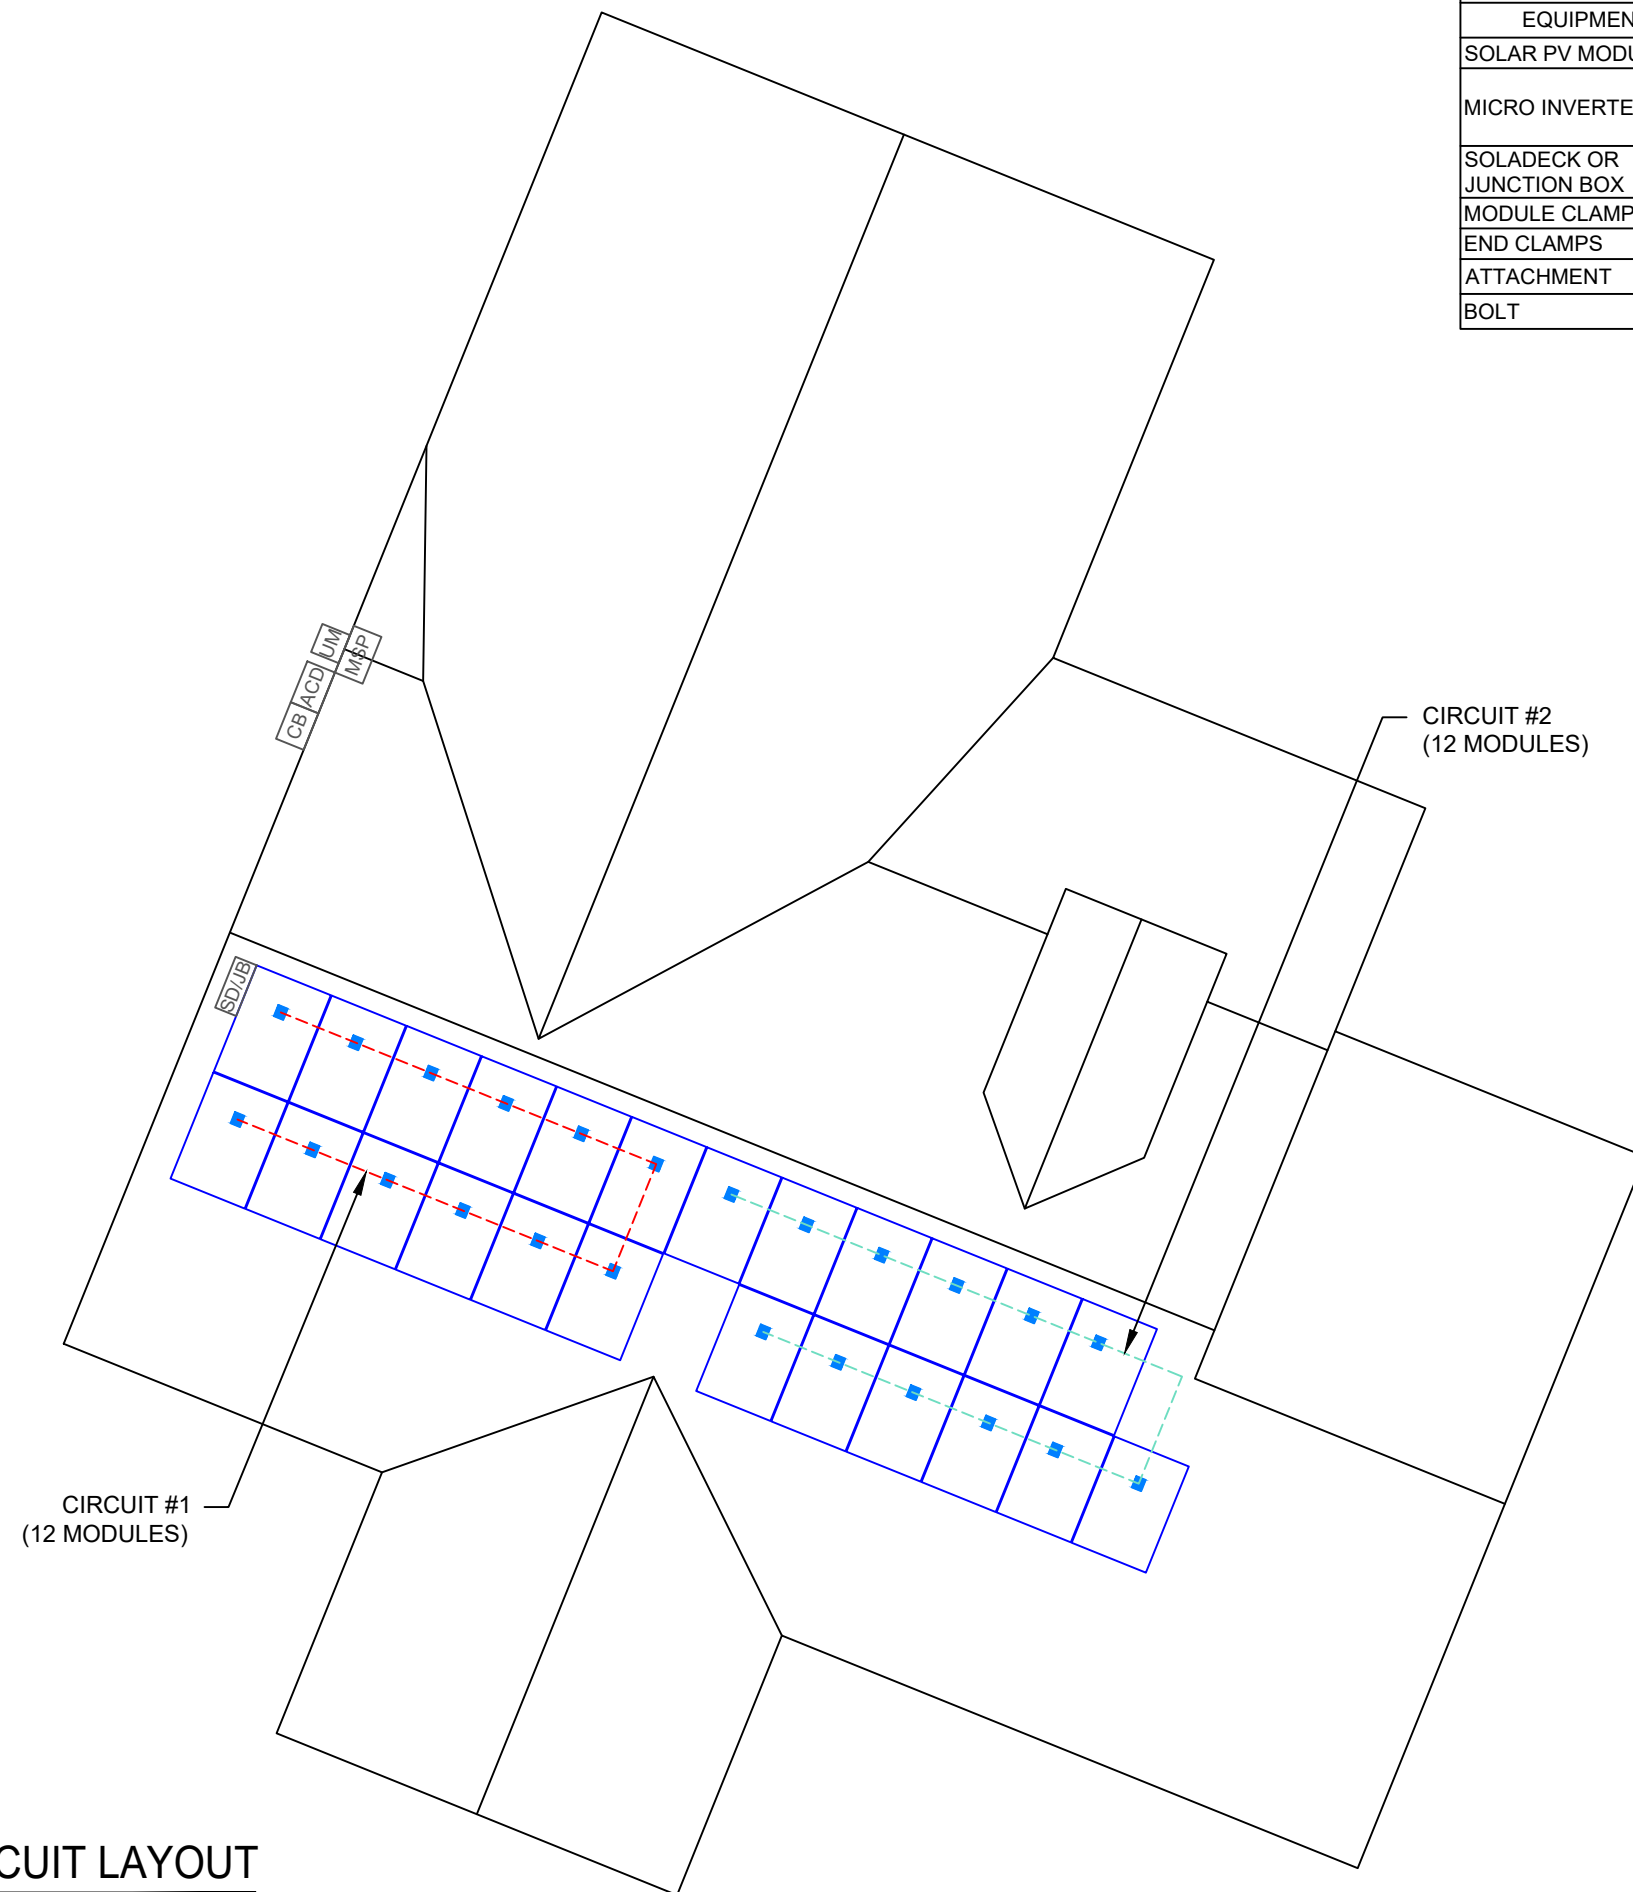 EQUIPMEN
SOLAR PV MODU
MICRO INVERTE
SOLADECK OR
JUNCTION BOX
MODULE CLAMP
END CLAMPS
ATTACHMENT
BOLT
UM
MSP
ACD
CB
CIRCUIT #2
(12 MODULES)
SD/JB
CIRCUIT #1
(12 MODULES)
CUIT LAYOUT